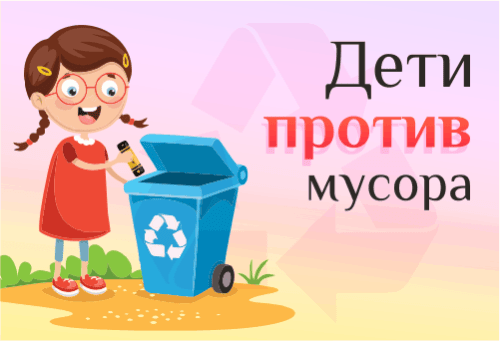 Дети
против
мусора